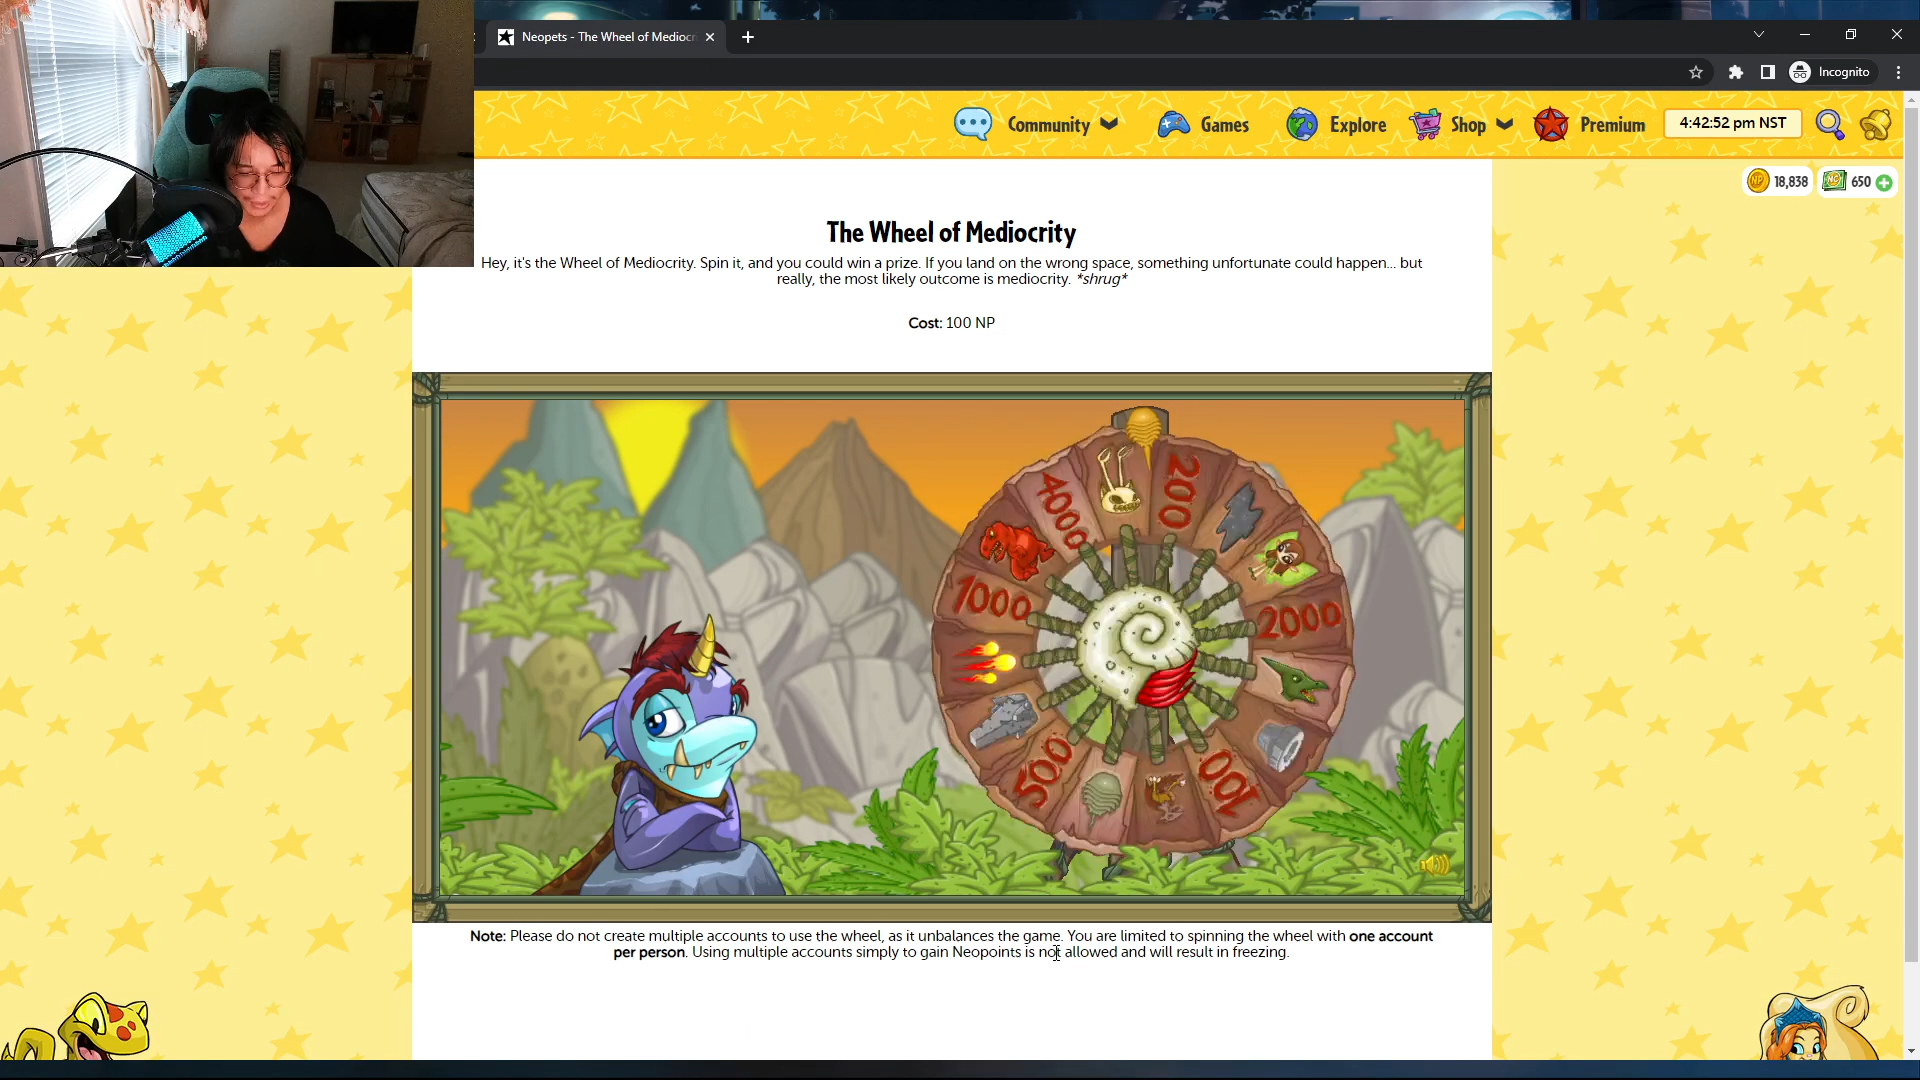 Neopets - The Wheel of Medioc
Incognito
Community
Games
Explore
Shop
Premium
4:42:52 pm NST
NP 18,838
NC 650
The Wheel of Mediocrity
Hey, it's the Wheel of Mediocrity. Spin it, and you could win a prize. If you land on the wrong space, something unfortunate could happen... but
really, the most likely outcome is mediocrity. *shrug*
Cost: 100 NP
4000
200
1000
2000
500
100
Note: Please do not create multiple accounts to use the wheel, as it unbalances the game. You are limited to spinning the wheel with one account
per person. Using multiple accounts simply to gain Neopoints is not allowed and will result in freezing.